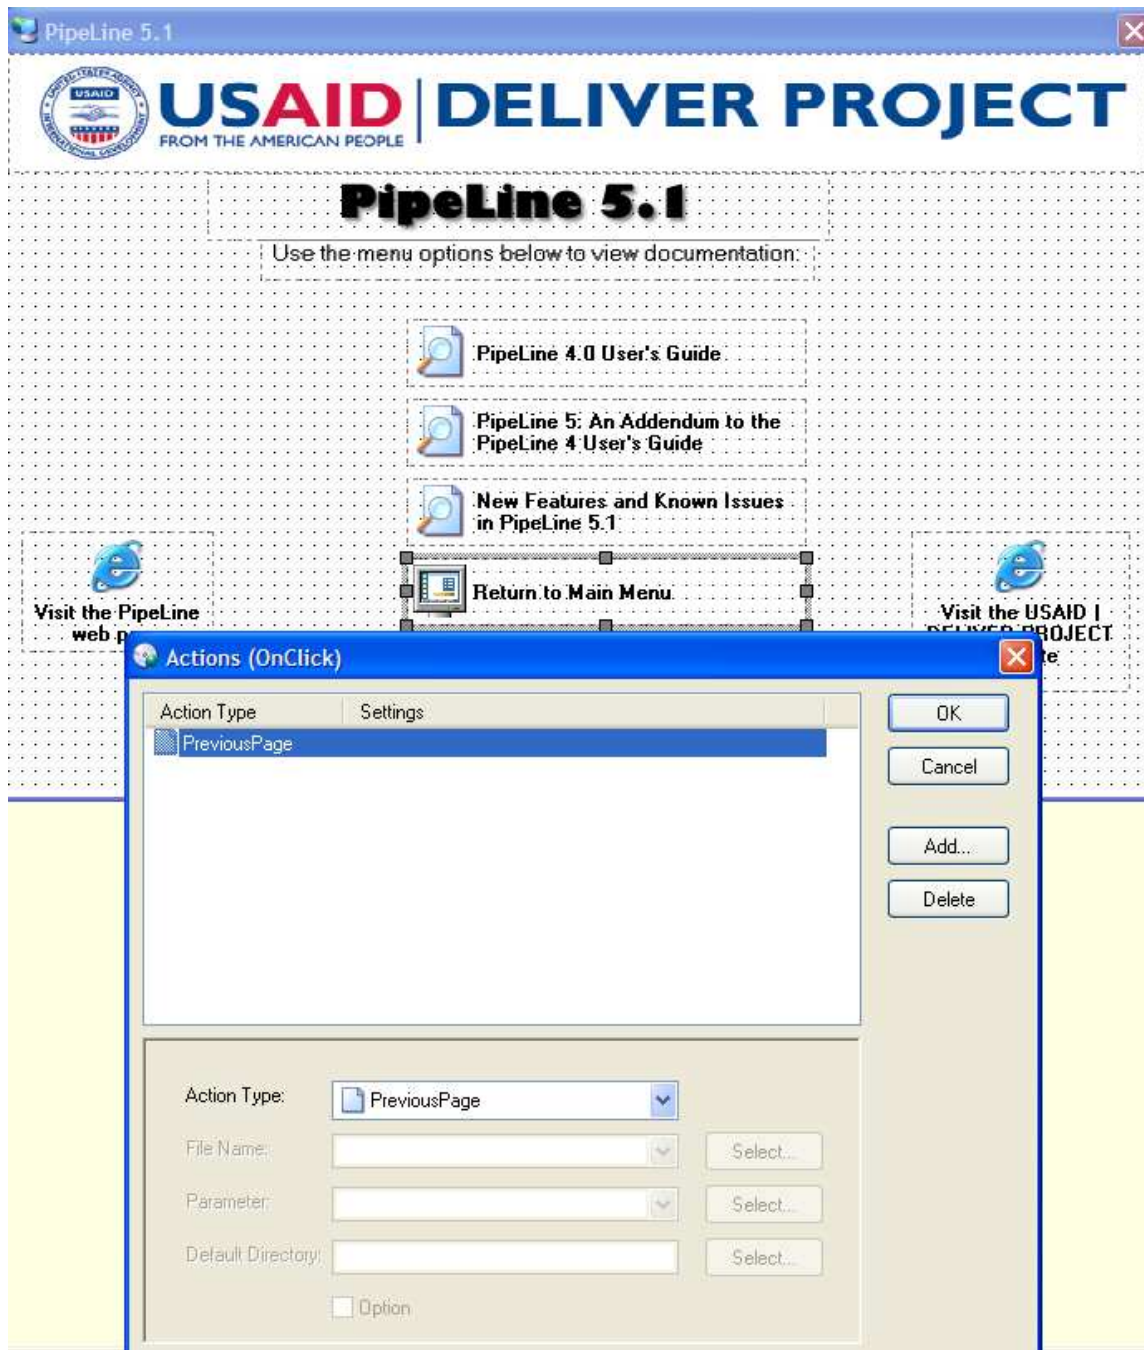 PipeLine 5.1
USAID
USAID | DELIVER PROJECT
FROM THE AMERICAN PEOPLE
PipeLine 5.1
Use the menu options below to view documentation:
PipeLine 4.0 User's Guide
PipeLine 5: An Addendum to the
PipeLine 4 User's Guide
New Features and Known Issues
in PipeLine 5.1
Return to Main Menu
Visit the PipeLine
web
Visit the USAID |
DELIVER PROJECT
Actions (OnClick)
Action Type Settings
PreviousPage
OK
Cancel
Add...
Delete
Action Type: PreviousPage
File Name: Select...
Parameter: Select...
Default Directory: Select...
Option